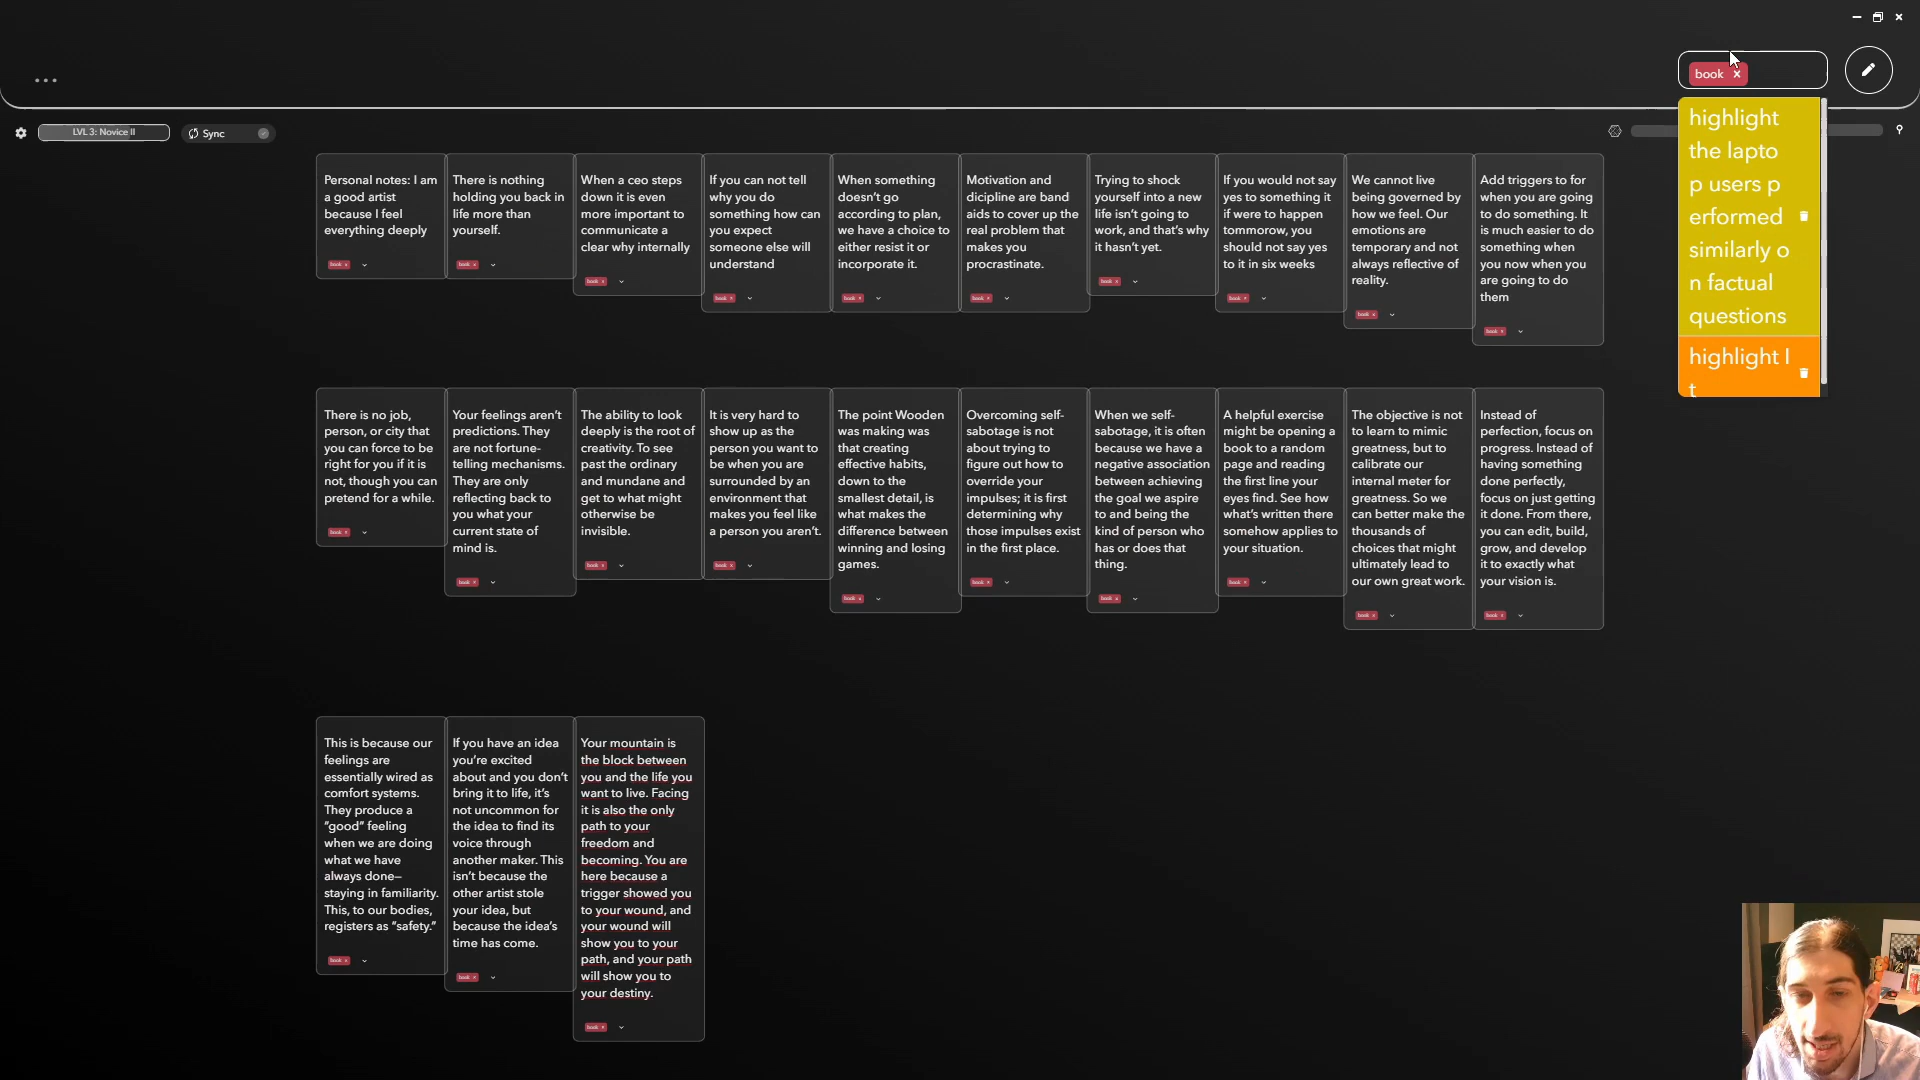 book x
highlight
the lapto
p users p
erformed
similarly o
n factual
questions
highlight I
t
LVL 3: Novice II
Sync
Personal notes: I am
a good artist
because I feel
everything deeply
book x
There is nothing
holding you back in
life more than
yourself.
book x
When a ceo steps
down it is even
more important to
communicate a
clear why internally
book x
If you can not tell
why you do
something how can
you expect
someone else will
understand
book x
When something
doesn't go
according to plan,
we have a choice to
either resist it or
incorporate it.
book x
Motivation and
dicipline are band
aids to cover up the
real problem that
makes you
procrastinate.
book x
Trying to shock
yourself into a new
life isn't going to
work, and that's why
it hasn't yet.
book x
If you would not say
yes to something it
if were to happen
tommorow, you
should not say yes
to it in six weeks
book x
We cannot live
being governed by
how we feel. Our
emotions are
temporary and not
always reflective of
reality.
book x
Add triggers to for
when you are going
to do something. It
is much easier to do
something when
you now when you
are going to do
them
book x
There is no job,
person, or city that
you can force to be
right for you if it is
not, though you can
pretend for a while.
book x
Your feelings aren't
predictions. They
are not fortune-
telling mechanisms.
They are only
reflecting back to
you what your
current state of
mind is.
book x
The ability to look
deeply is the root of
creativity. To see
past the ordinary
and mundane and
get to what might
otherwise be
invisible.
book x
It is very hard to
show up as the
person you want to
be when you are
surrounded by an
environment that
makes you feel like
a person you aren't.
book x
The point Wooden
was making was
that creating
effective habits,
down to the
smallest detail, is
what makes the
difference between
winning and losing
games.
book x
Overcoming self-
sabotage is not
about trying to
figure out how to
override your
impulses; it is first
determining why
those impulses exist
in the first place.
book x
When we self-
sabotage, it is often
because we have a
negative association
between achieving
the goal we aspire
to and being the
kind of person who
has or does that
thing.
book x
A helpful exercise
might be opening a
book to a random
page and reading
the first line your
eyes find. See how
what's written there
somehow applies to
your situation.
book x
The objective is not
to learn to mimic
greatness, but to
calibrate our
internal meter for
greatness. So we
can better make the
thousands of
choices that might
ultimately lead to
our own great work.
book x
Instead of
perfection, focus on
progress. Instead of
having something
done perfectly,
focus on just getting
it done. From there,
you can edit, build,
grow, and develop
it to exactly what
your vision is.
book x
This is because our
feelings are
essentially wired as
comfort systems.
They produce a
“good” feeling
when we are doing
what we have
always done—
staying in familiarity.
This, to our bodies,
registers as “safety.”
book x
If you have an idea
you're excited
about and you don't
bring it to life, it's
not uncommon for
the idea to find its
voice through
another maker. This
isn't because the
other artist stole
your idea, but
because the idea's
time has come.
book x
Your mountain is
the block between
you and the life you
want to live. Facing
it is also the only
path to your
freedom and
becoming. You are
here because a
trigger showed you
to your wound, and
your wound will
show you to your
path, and your path
will show you to
your destiny.
book x